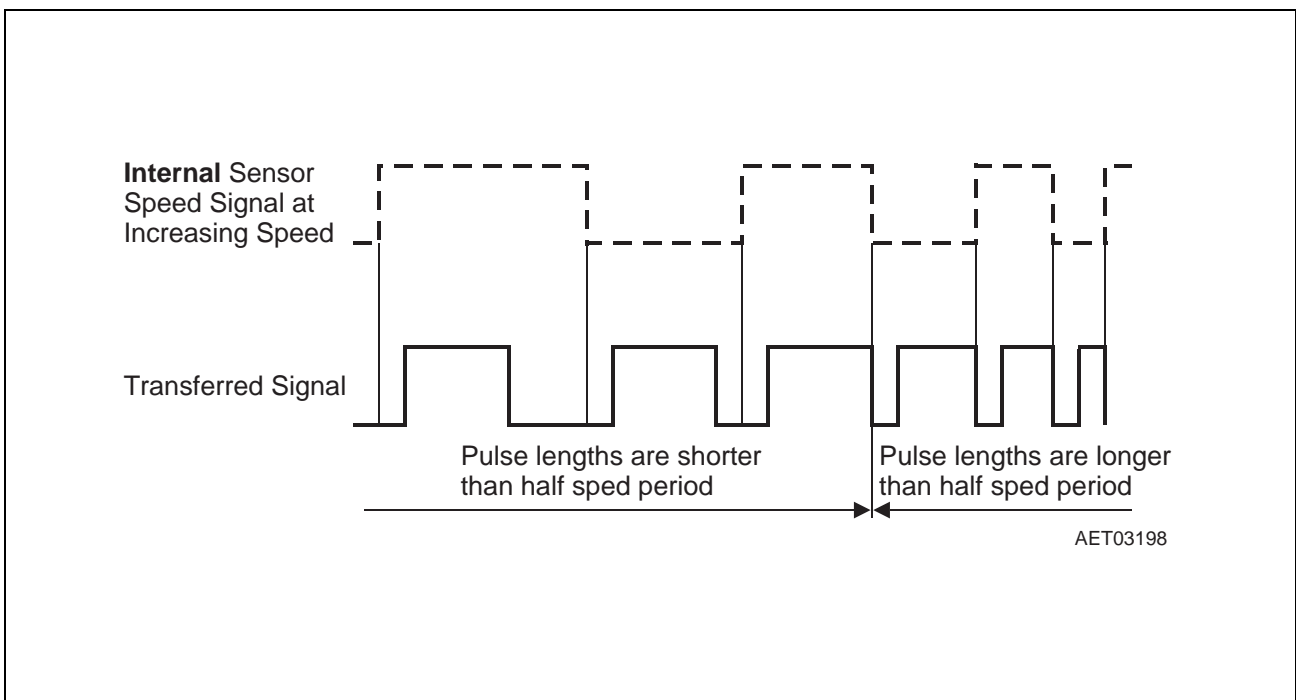 Internal Sensor
Speed Signal at
Increasing Speed
Transferred Signal
Pulse lengths are shorter
than half sped period
Pulse lengths are longer
than half sped period
AET03198